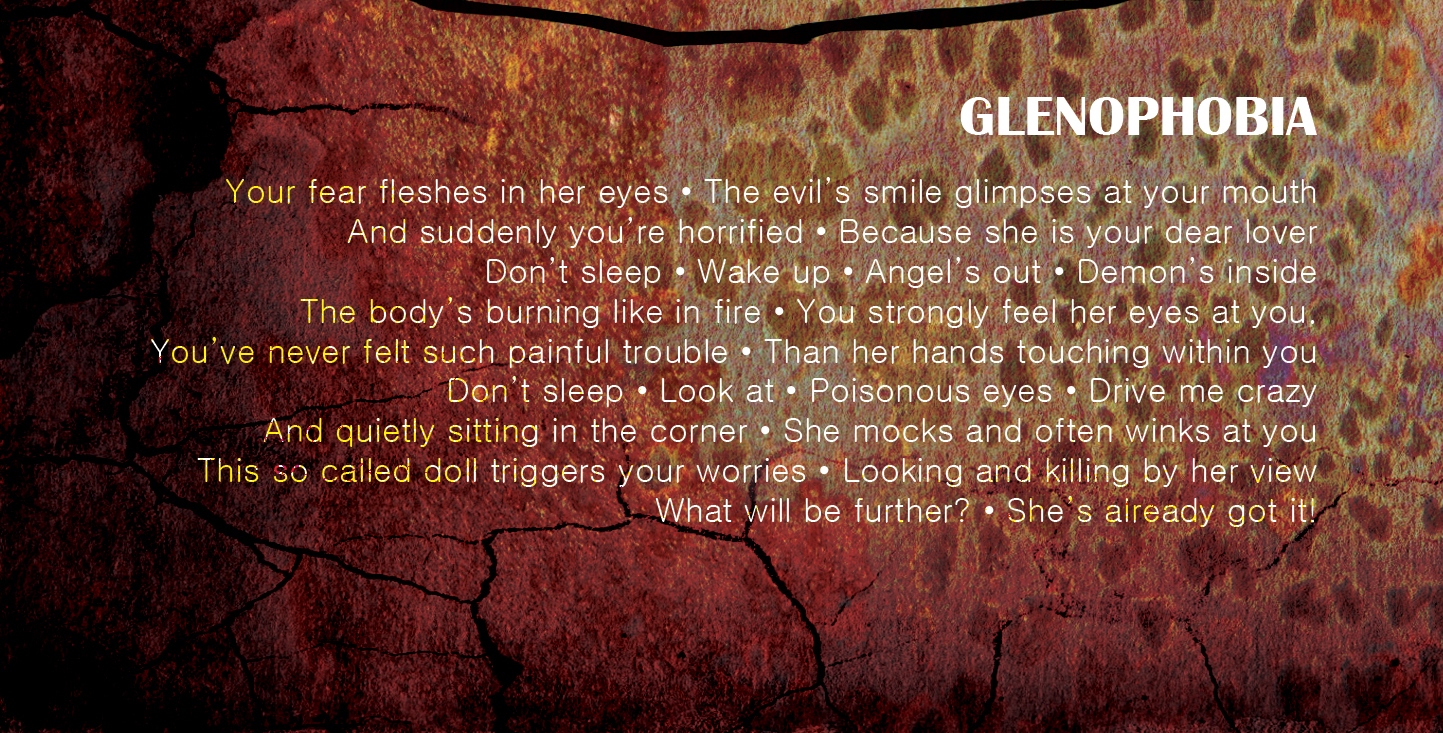 GLENOPHOBIA
Your fear fleshes in her eyes • The evil's smile glimpses at your mouth
And suddenly you're horrified • Because she is your dear lover
Don't sleep • Wake up • Angel's out • Demon's inside
The body's burning like in fire • You strongly feel her eyes at you,
You've never felt such painful trouble • Than her hands touching within you
Don't sleep • Look at • Poisonous eyes • Drive me crazy
And quietly sitting in the corner • She mocks and often winks at you
This so called doll triggers your worries • Looking and killing by her view
What will be further? • She's already got it!